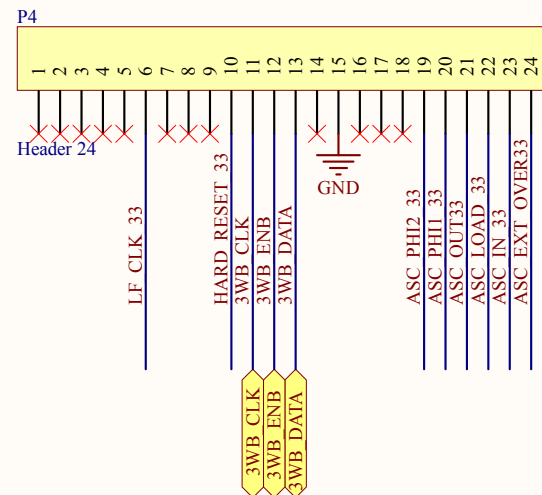 P4
1
2
3
4
5
6
7
8
9
10
11
12
13
14
15
16
17
18
19
20
21
22
23
24
Header 24
GND
LF CLK 33
HARD RESET 33
3WB CLK
3WB ENB
3WB DATA
ASC PHI2 33
ASC PHI1 33
ASC OUT33
ASC LOAD 33
ASC IN 33
ASC EXT OVER33
3WB CLK
3WB ENB
3WB DATA